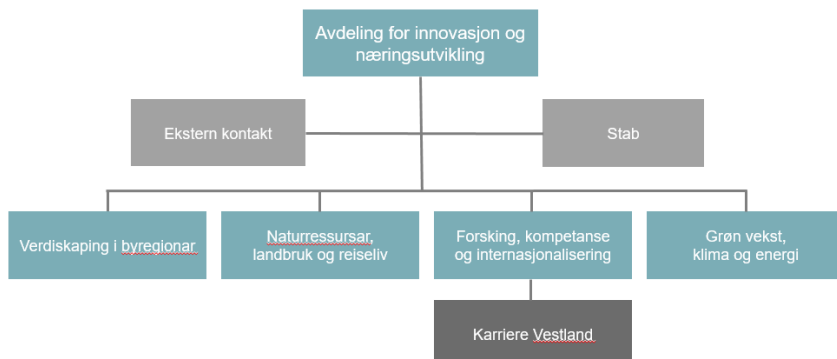 Avdeling for innovasjon og
næringsutvikling
Ekstern kontakt
Stab
Verdiskaping i byregionar
Naturressursar,
landbruk og reiseliv
Forsking, kompetanse
og internasjonalisering
Grøn vekst,
klima og energi
Karriere Vestland